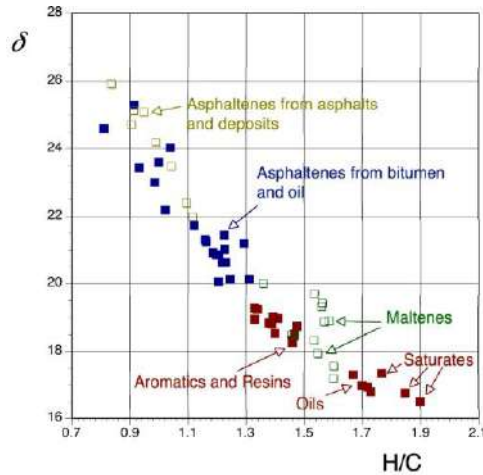 28
δ
26
Asphaltenes from asphalts
and deposits
24
Asphaltenes from bitumen
and oil
22
20
Maltenes
18
Aromatics and Resins
Saturates
Oils
16
0.7 0.9 1.1 1.3 1.5 1.7 1.9 2.1
H/C